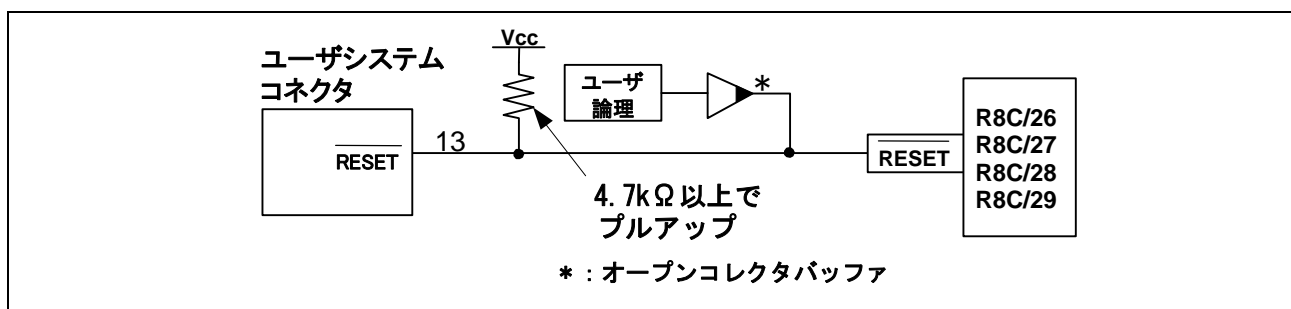 ユーザシステム
コネクタ
RESET
13
Vcc
ユーザ
論理
*
4.7kΩ以上で
プルアップ
RESET
R8C/26
R8C/27
R8C/28
R8C/29
*:オープンコレクタバッファ